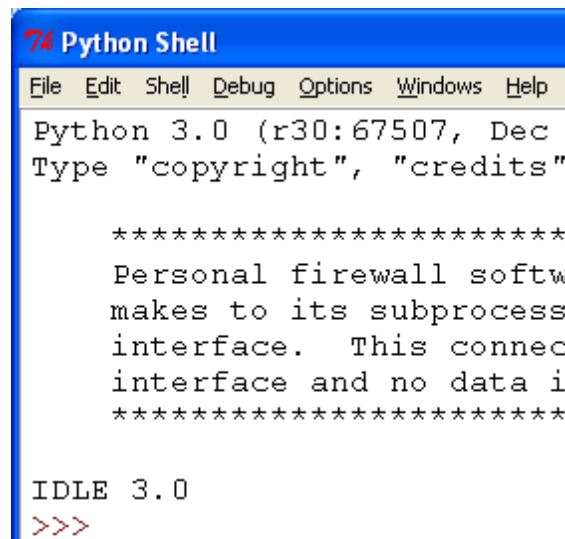 Python Shell
File Edit Shell Debug Options Windows Help
Python 3.0 (r30:67507, Dec
Type "copyright", "credits"
************************
Personal firewall softw
makes to its subprocess
interface.  This connec
interface and no data i
***********************
IDLE 3.0
>>>